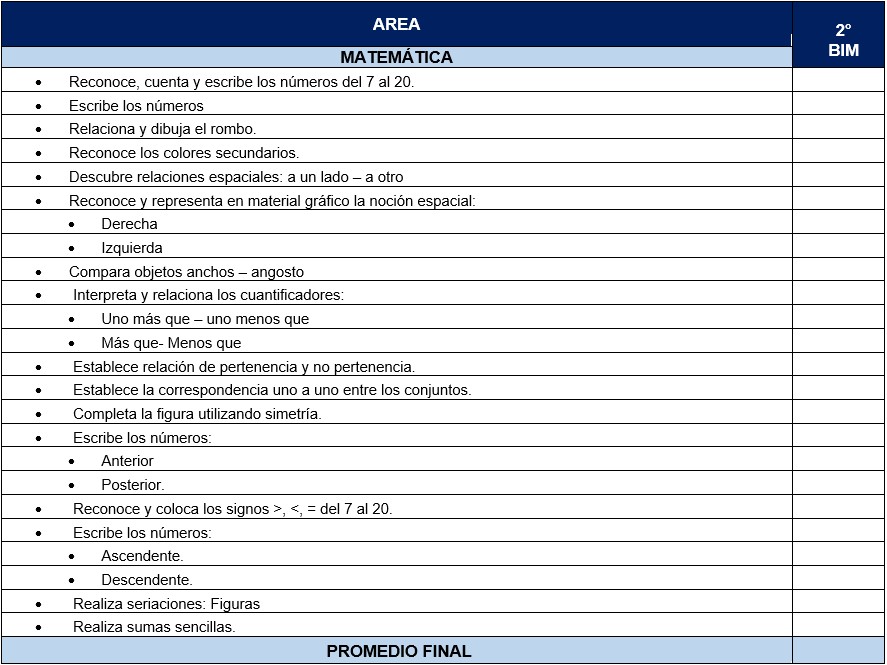 AREA
2°
BIM
MATEMÁTICA
• Reconoce, cuenta y escribe los números del 7 al 20.
• Escribe los números
• Relaciona y dibuja el rombo.
• Reconoce los colores secundarios.
• Descubre relaciones espaciales: a un lado – a otro
• Reconoce y representa en material gráfico la noción espacial:
• Derecha
• Izquierda
• Compara objetos anchos – angosto
• Interpreta y relaciona los cuantificadores:
• Uno más que – uno menos que
• Más que- Menos que
• Establece relación de pertenencia y no pertenencia.
• Establece la correspondencia uno a uno entre los conjuntos.
• Completa la figura utilizando simetría.
• Escribe los números:
• Anterior
• Posterior.
• Reconoce y coloca los signos >, <, = del 7 al 20.
• Escribe los números:
• Ascendente.
• Descendente.
• Realiza seriaciones: Figuras
• Realiza sumas sencillas.
PROMEDIO FINAL